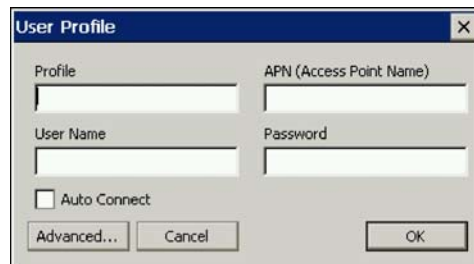 User Profile
Profile
APN (Access Point Name)
User Name
Password
Auto Connect
Advanced...
Cancel
OK